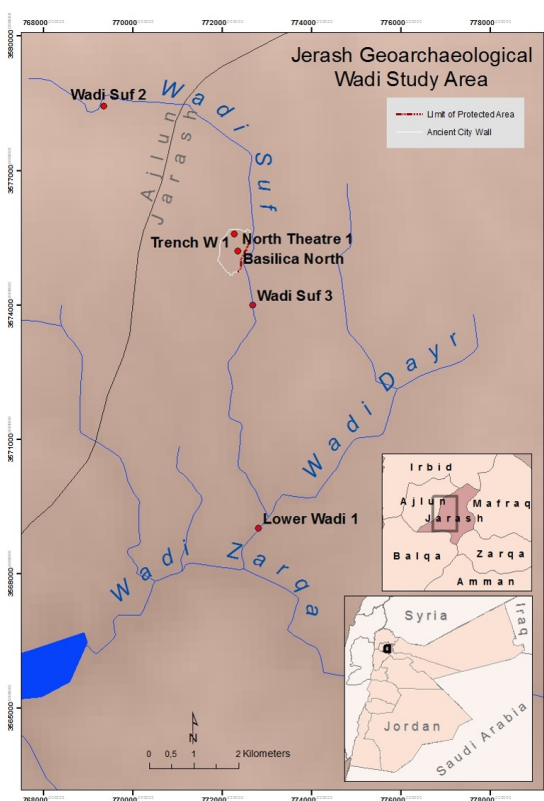 768000 770000 772000 774000 776000 778000
Jerash Geoarchaeological
Wadi Study Area
Limit of Protected Area
Ancient City Wall
Wadi Suf 2
Wadi Suf
Ajlun
Jarash
3677000
Trench W 1
North Theatre 1
Basilica North
3674000
Wadi Suf 3
Wadi Dayr
3671000
Lower Wadi 1
Wadi Zarqa
3668000
3665000
Irbid
Ajlun
Mafraq
Jarash
Balqa
Zarqa
Amman
Syria
Iraq
Jordan
Saudi Arabia
N
0 0,5 1 2 Kilometers
3680000